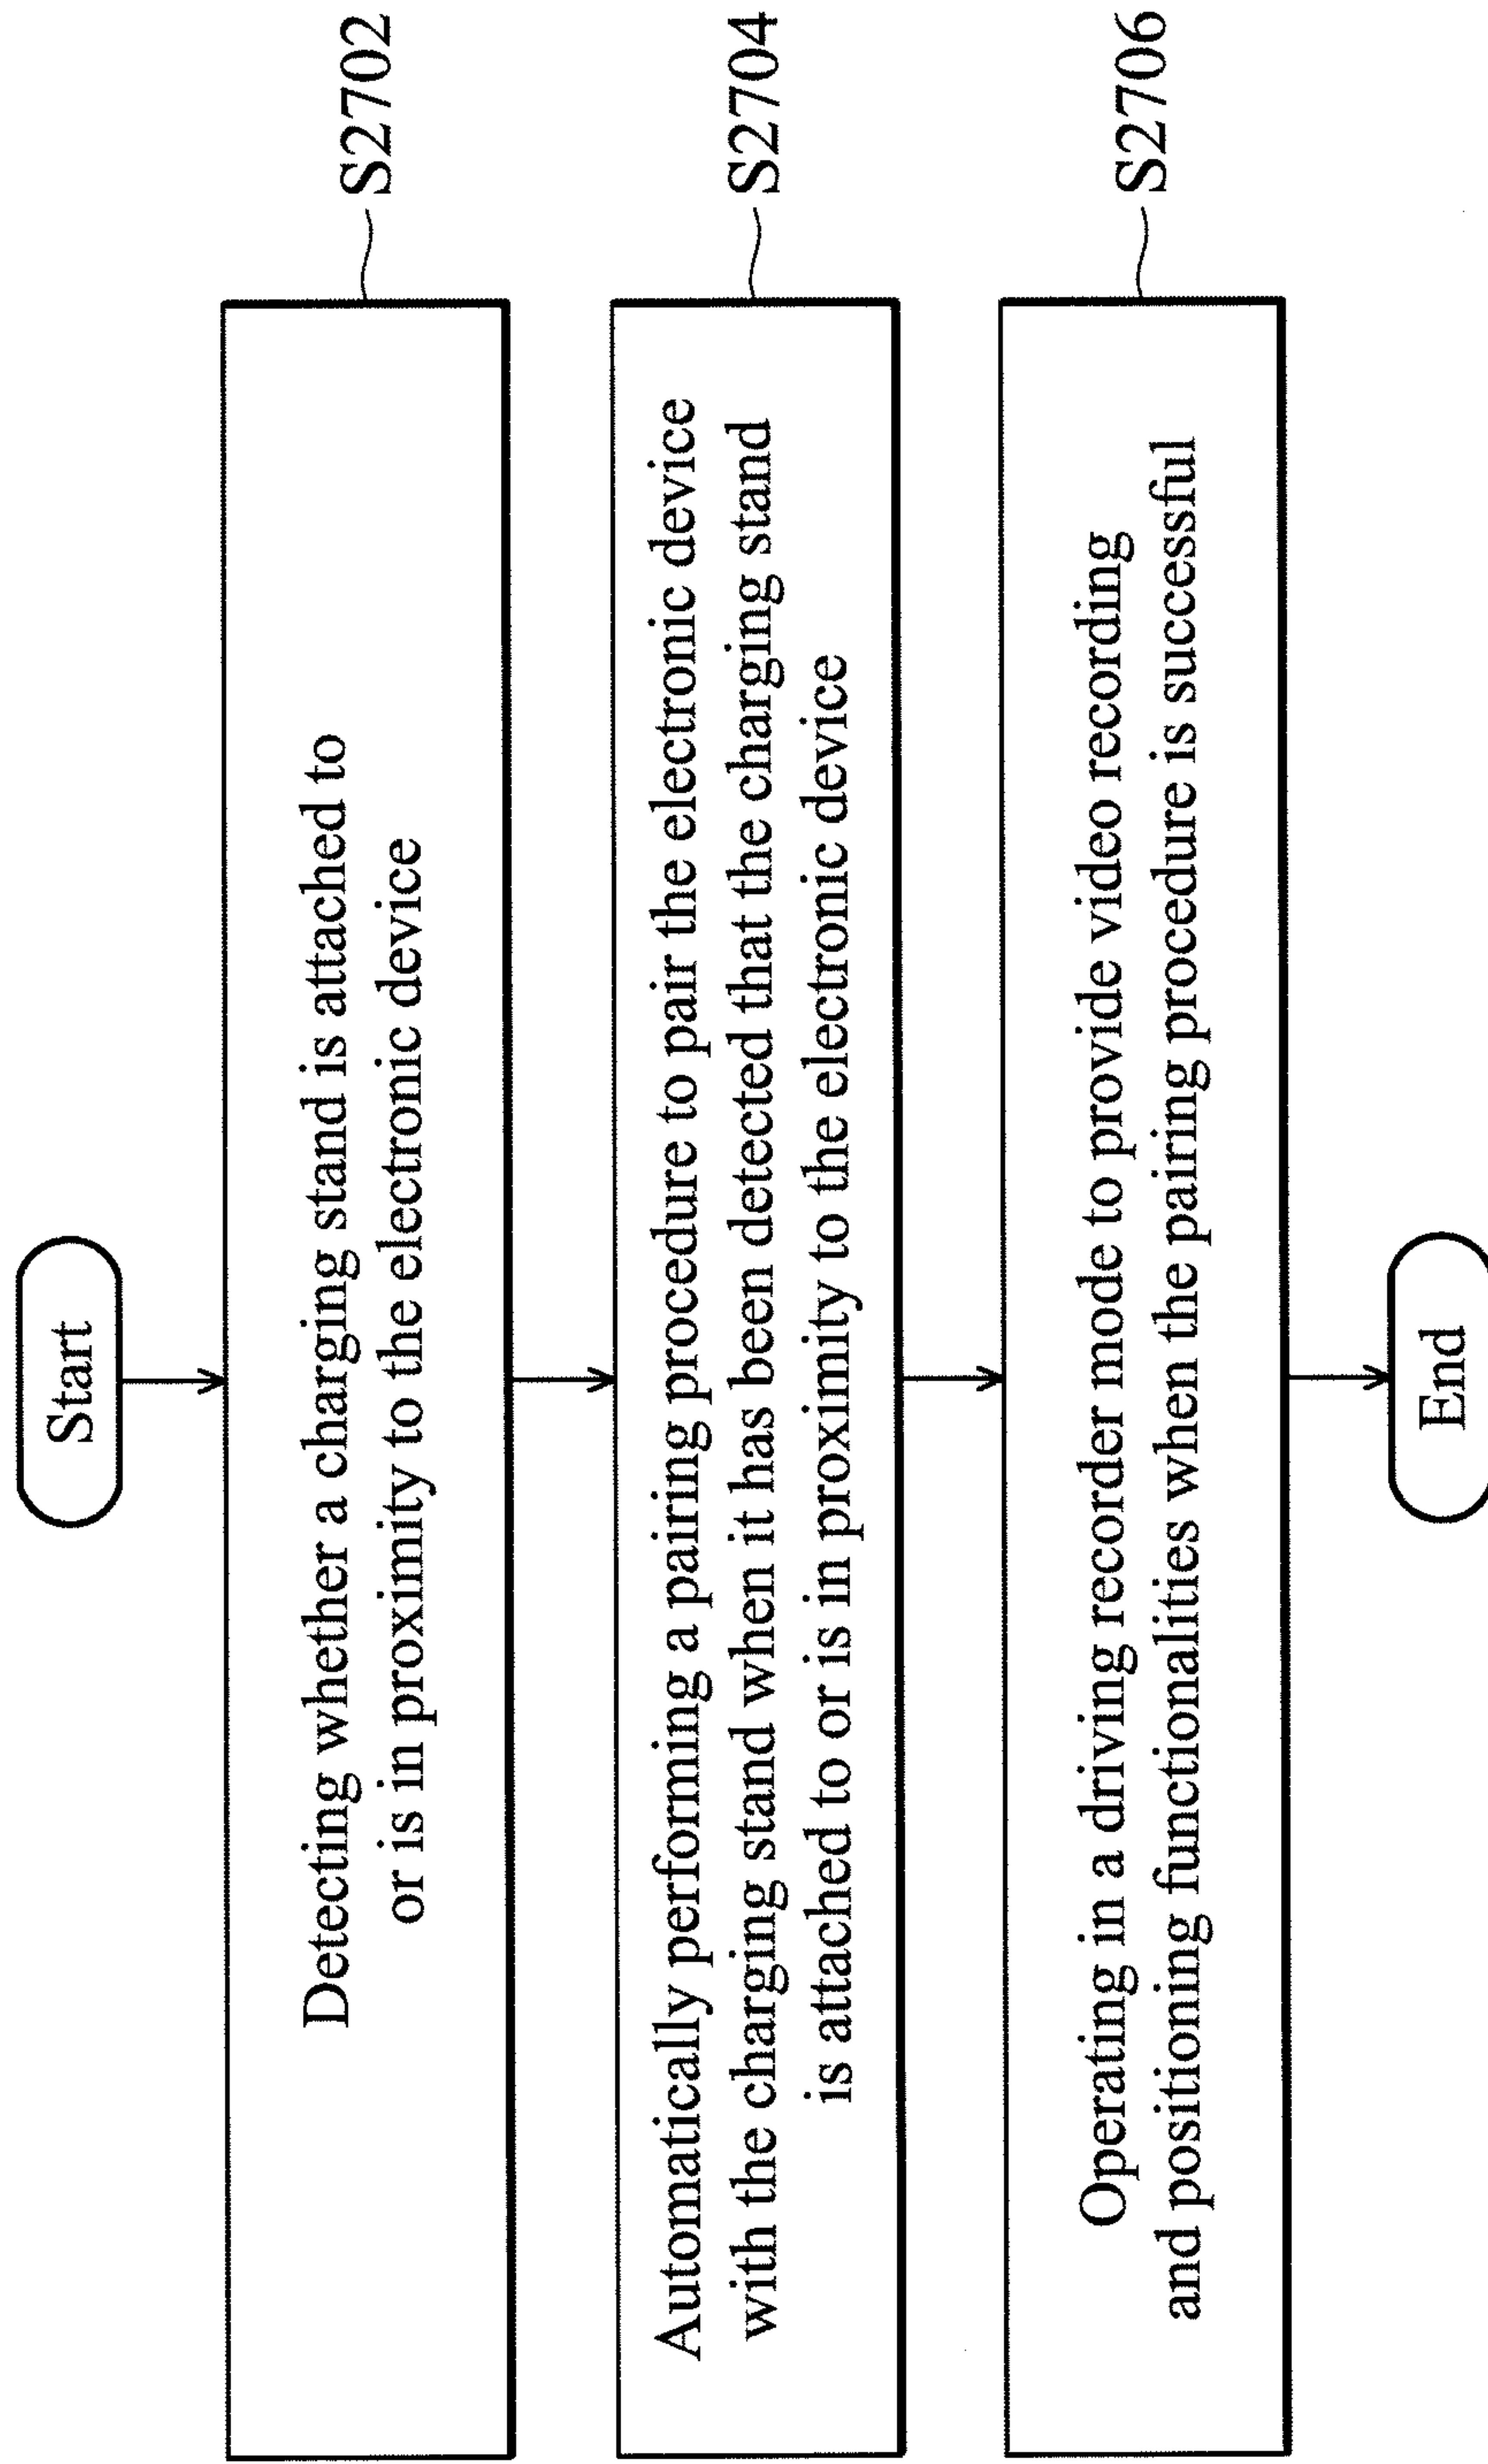 Start
Detecting whether a charging stand is attached to
or is in proximity to the electronic device
S2702
Automatically performing a pairing procedure to pair the electronic device
with the charging stand when it has been detected that the charging stand
is attached to or is in proximity to the electronic device
S2704
Operating in a driving recorder mode to provide video recording
and positioning functionalities when the pairing procedure is successful
S2706
End